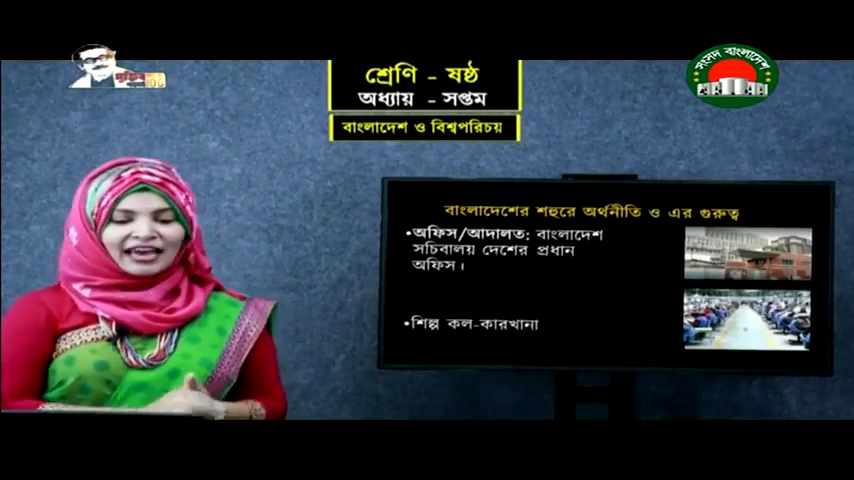 শ্রেণি - ষষ্ঠ
অধ্যায় - সপ্তম
বাংলাদেশ ও বিশ্বপরিচয়
সংসদ বাংলাদেশ
বাংলাদেশের শহুরে অর্থনীতি ও এর গুরুত্ব
•অফিস/আদালত: বাংলাদেশ
সচিবালয় দেশের প্রধান
অফিস।
•শিল্প কল-কারখানা